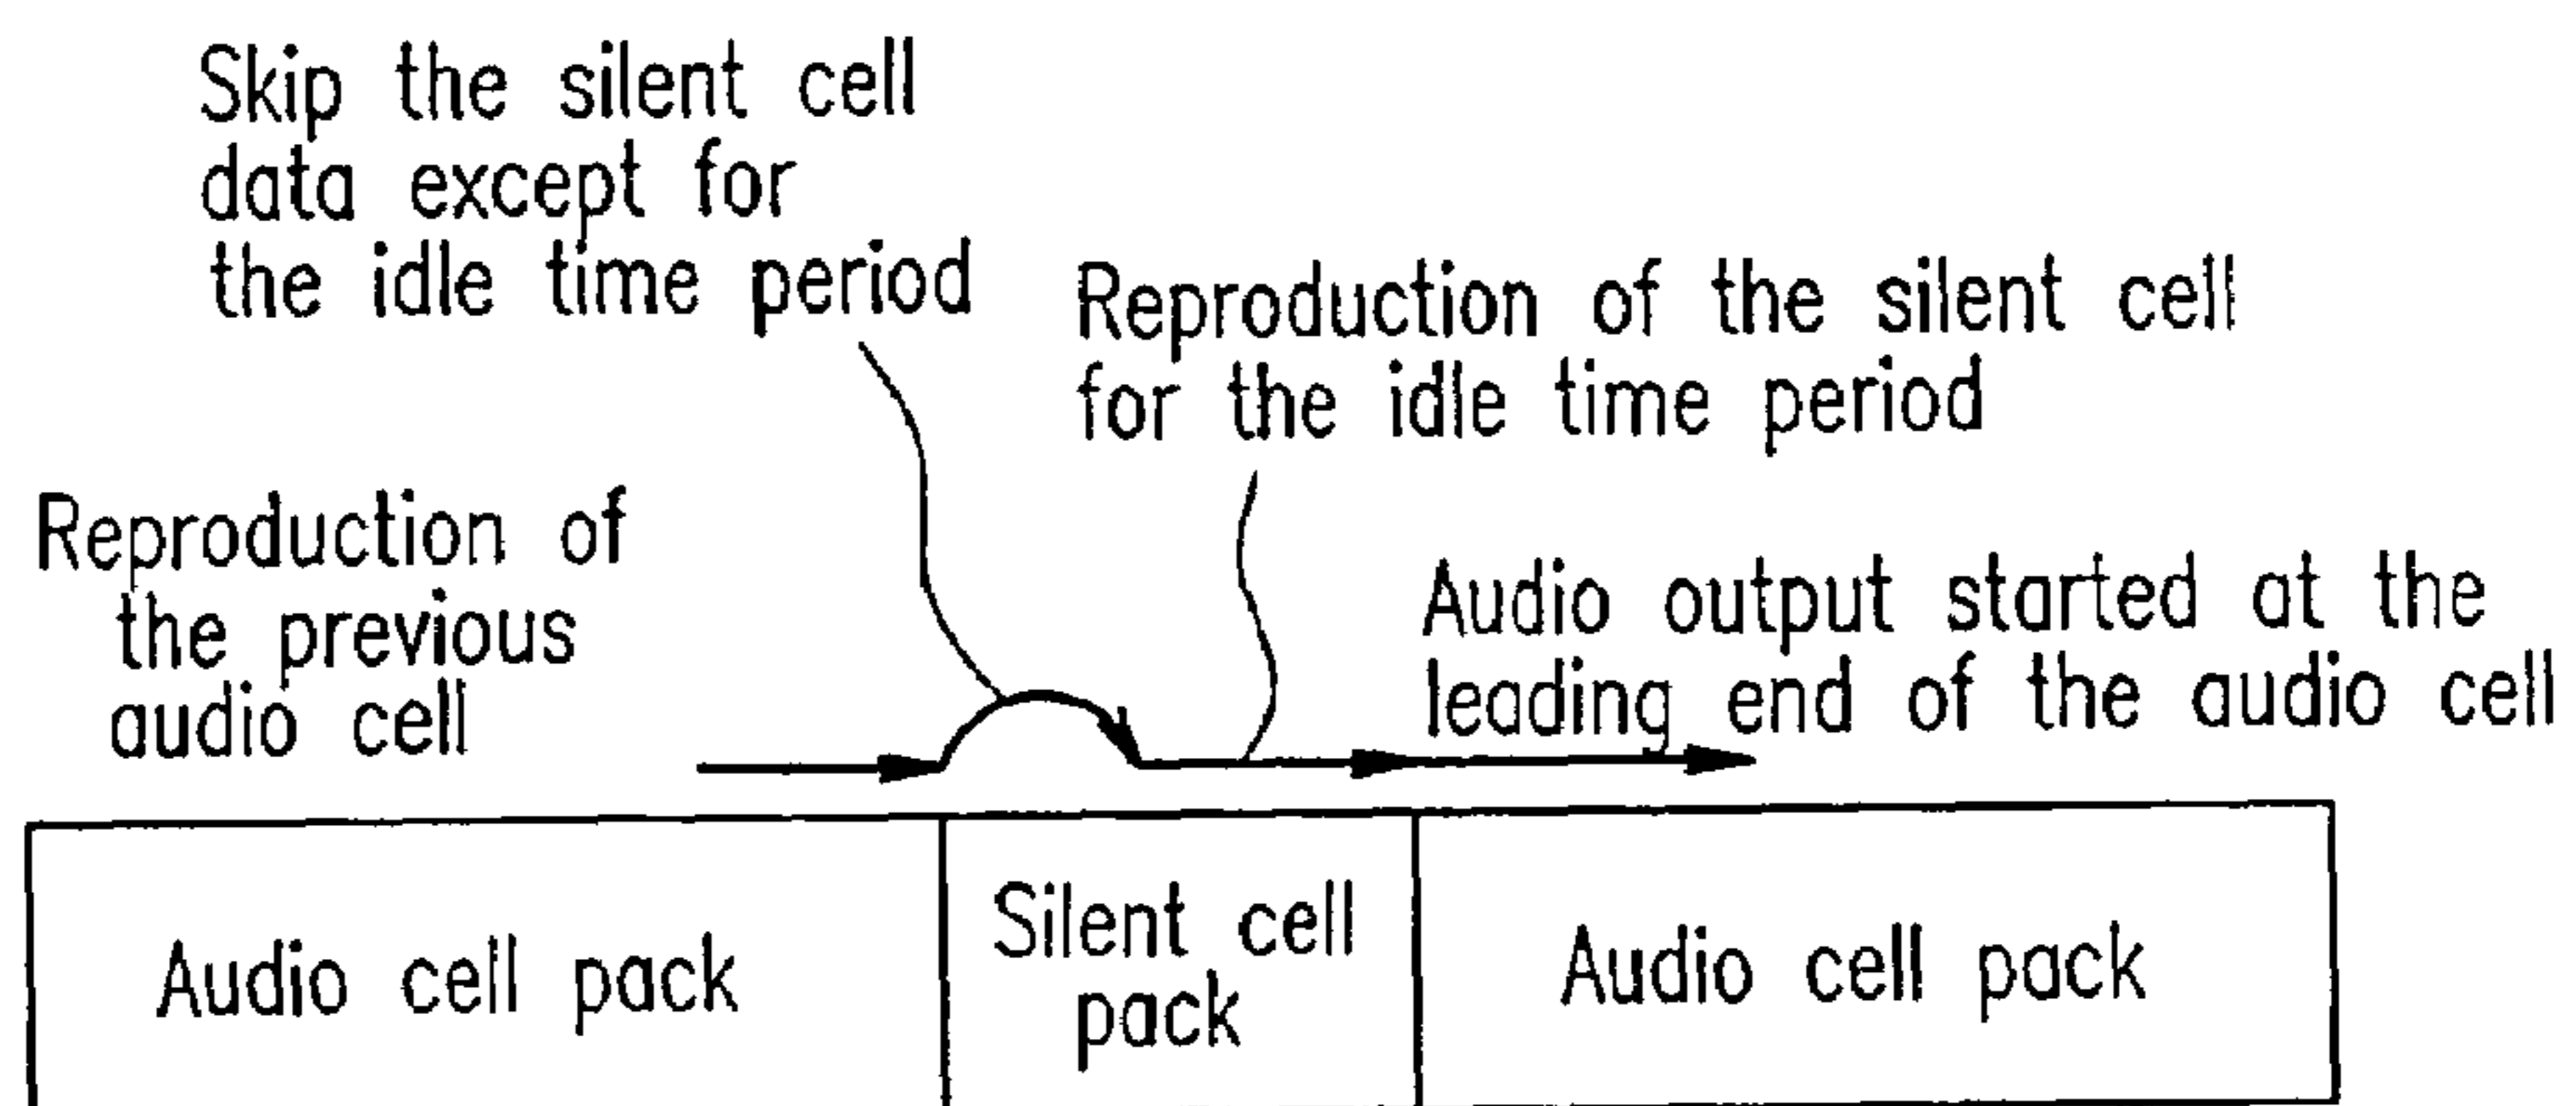 Skip the silent cell
data except for
the idle time period
Reproduction of the silent cell
for the idle time period
Reproduction of
the previous
audio cell
Audio output started at the
leading end of the audio cell
Audio cell pack
Silent cell
pack
Audio cell pack